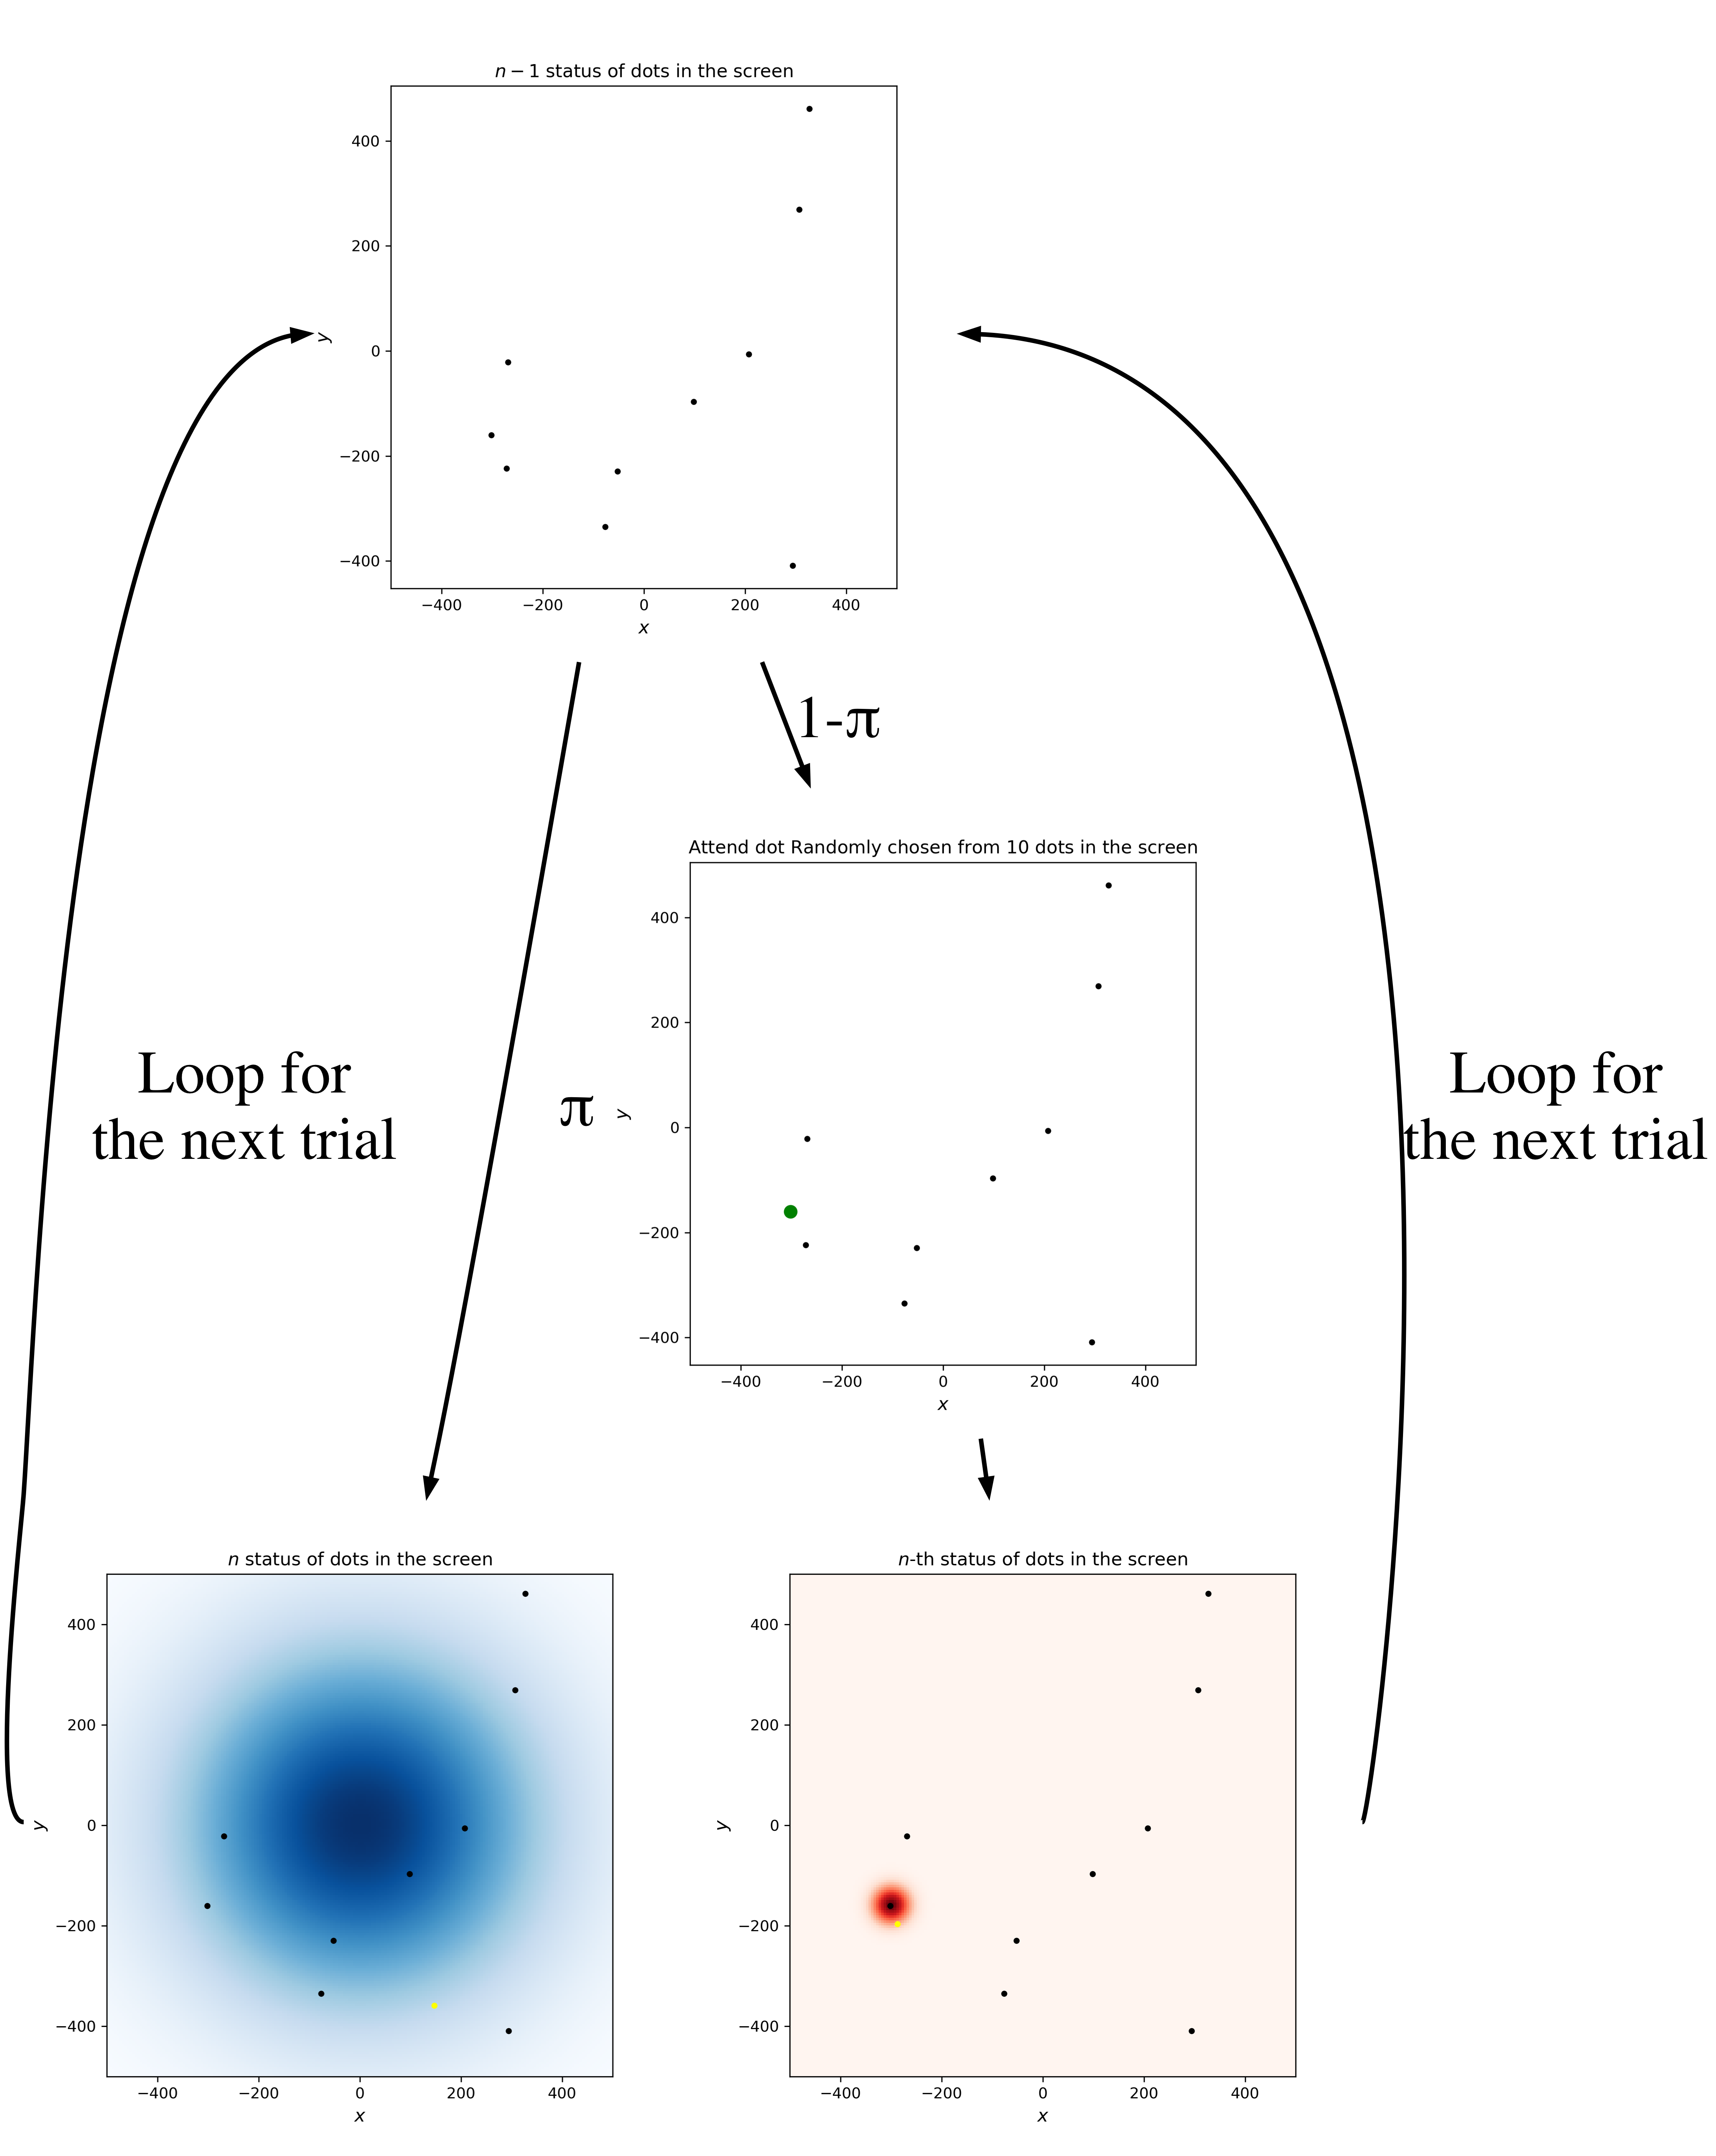 n − 1 status of dots in the screen
400
200
0
−200
−400
y
−400 −200 0 200 400
x
1-π
Attend dot Randomly chosen from 10 dots in the screen
400
200
0
−200
−400
y
−400 −200 0 200 400
x
Loop for
the next trial
π
Loop for
the next trial
n status of dots in the screen
400
200
0
−200
−400
y
−400 −200 0 200 400
x
n-th status of dots in the screen
400
200
0
−200
−400
y
−400 −200 0 200 400
x